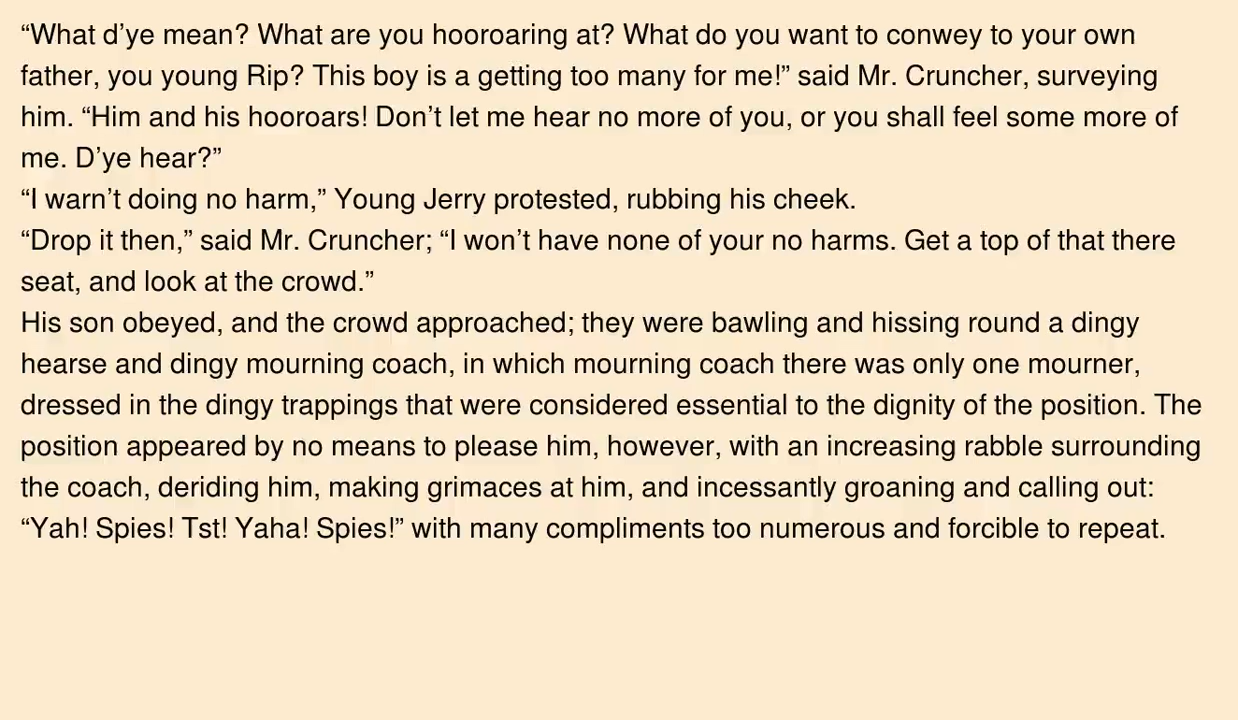 “What d’ye mean? What are you hooroaring at? What do you want to conwey to your own
father, you young Rip? This boy is a getting too many for me!” said Mr. Cruncher, surveying
him. “Him and his hooroars! Don’t let me hear no more of you, or you shall feel some more of
me. D’ye hear?”
“I warn’t doing no harm,” Young Jerry protested, rubbing his cheek.
“Drop it then,” said Mr. Cruncher; “I won’t have none of your no harms. Get a top of that there
seat, and look at the crowd.”
His son obeyed, and the crowd approached; they were bawling and hissing round a dingy
hearse and dingy mourning coach, in which mourning coach there was only one mourner,
dressed in the dingy trappings that were considered essential to the dignity of the position. The
position appeared by no means to please him, however, with an increasing rabble surrounding
the coach, deriding him, making grimaces at him, and incessantly groaning and calling out:
“Yah! Spies! Tst! Yaha! Spies!” with many compliments too numerous and forcible to repeat.